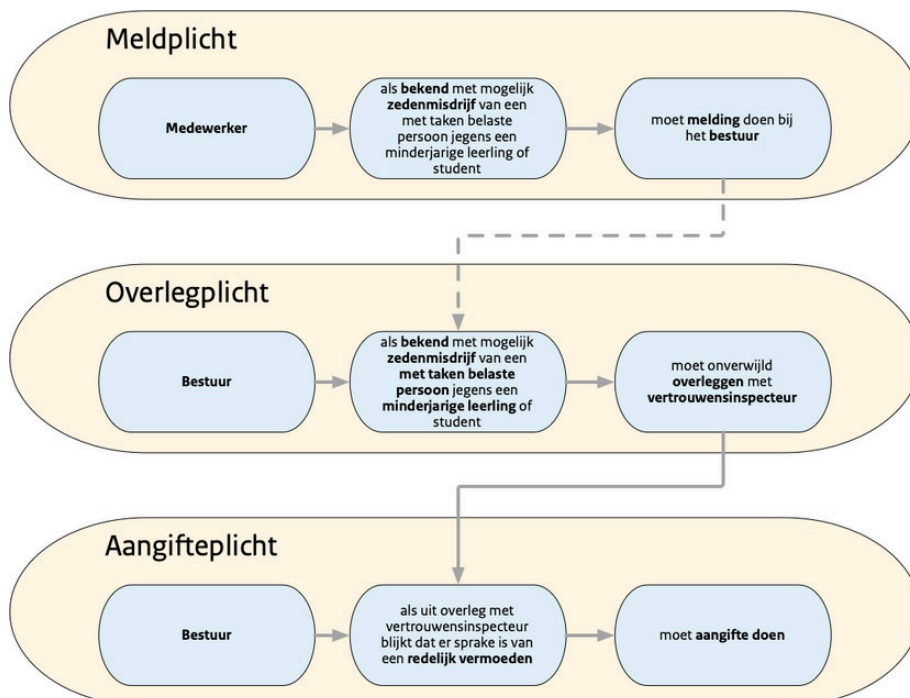 Meldplicht
Medewerker
als bekend met mogelijk
zedenmisdrijf van een
met taken belaste
persoon jegens een
minderjarige leerling of
student
moet melding doen bij
het bestuur
Overlegplicht
Bestuur
als bekend met mogelijk
zedenmisdrijf van een
met taken belaste
persoon jegens een
minderjarige leerling of
student
moet onverwijld
overleggen met
vertrouwensinspecteur
Aangifteplicht
Bestuur
als uit overleg met
vertrouwensinspecteur
blijkt dat er sprake is van
een redelijk vermoeden
moet aangifte doen